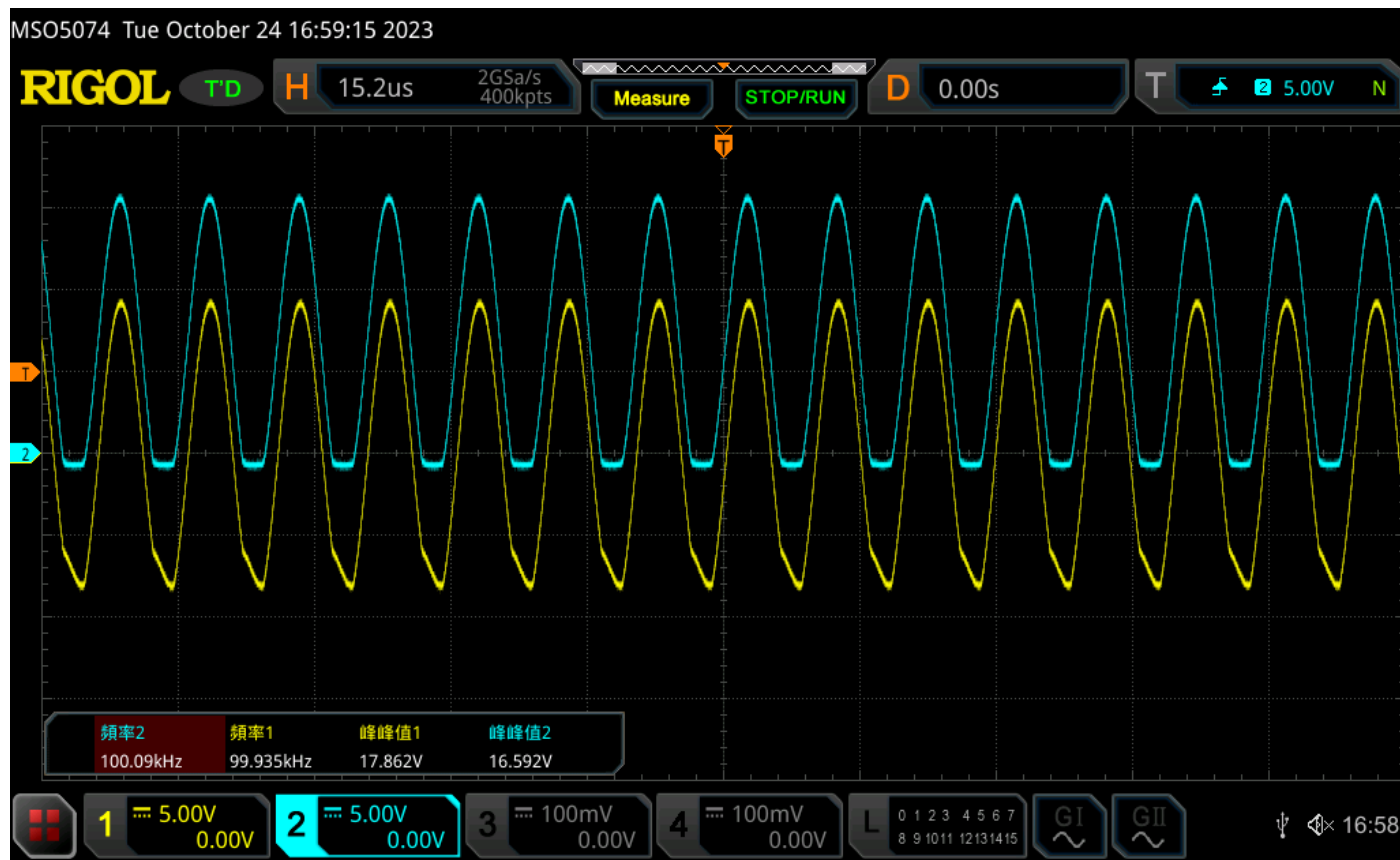 MSO5074 Tue October 24 16:59:15 2023
RIGOL T'D H 15.2us 2GSa/s 400kpts Measure STOP/RUN D 0.00s T 2 5.00V N
T
T
2
頻率2 頻率1 峰峰值1 峰峰值2
100.09kHz 99.935kHz 17.862V 16.592V
1 5.00V 0.00V 2 5.00V 0.00V 3 100mV 0.00V 4 100mV 0.00V L 0 1 2 3 4 5 6 7 8 9 10 11 12 13 14 15 GI GII 16:58